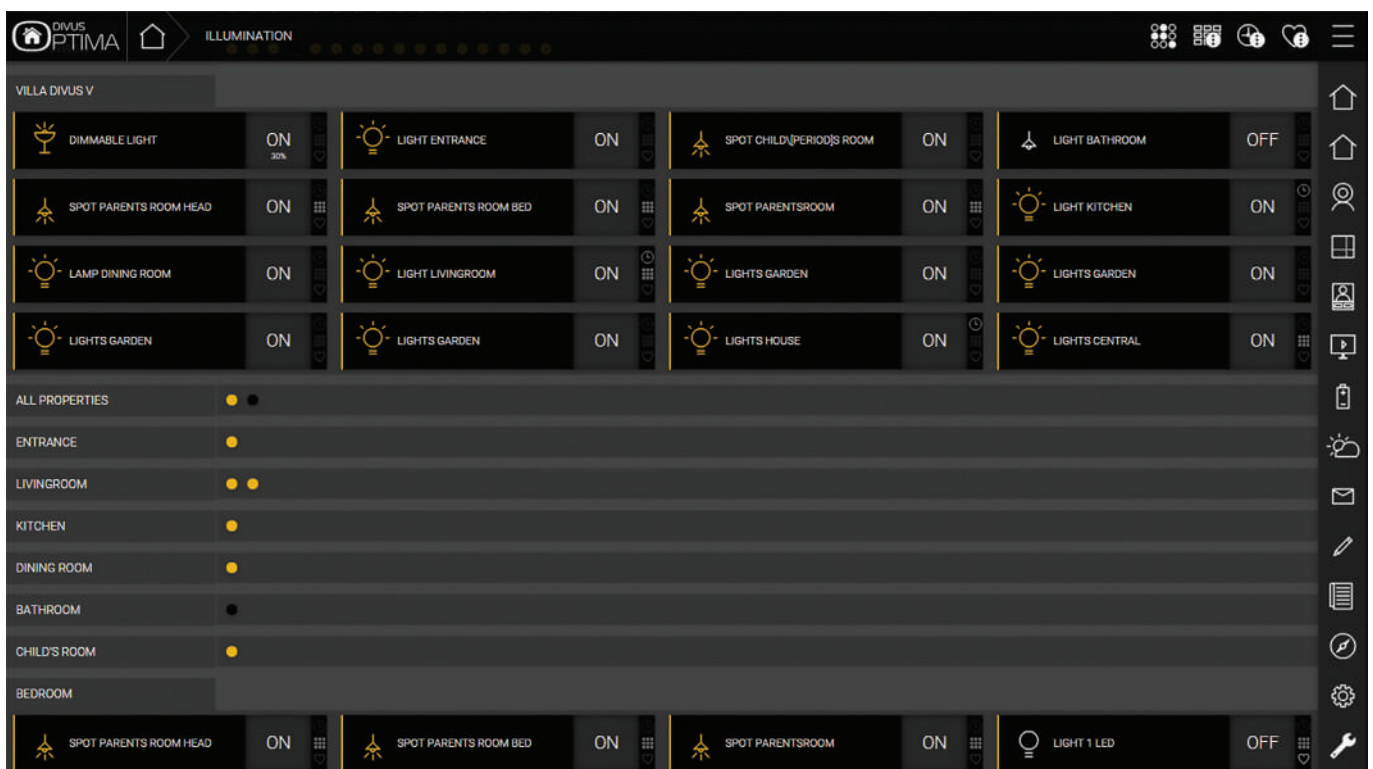 DIVUS
OPTIMA
ILLUMINATION
VILLA DIVUS V
DIMMABLE LIGHT ON 30% LIGHT ENTRANCE ON SPOT CHILD\[PERIOD]S ROOM ON LIGHT BATHROOM OFF
SPOT PARENTS ROOM HEAD ON SPOT PARENTS ROOM BED ON SPOT PARENTSROOM ON LIGHT KITCHEN ON
LAMP DINING ROOM ON LIGHT LIVINGROOM ON LIGHTS GARDEN ON LIGHTS GARDEN ON
LIGHTS GARDEN ON LIGHTS GARDEN ON LIGHTS HOUSE ON LIGHTS CENTRAL ON
ALL PROPERTIES
ENTRANCE
LIVINGROOM
KITCHEN
DINING ROOM
BATHROOM
CHILD'S ROOM
BEDROOM
SPOT PARENTS ROOM HEAD ON SPOT PARENTS ROOM BED ON SPOT PARENTSROOM ON LIGHT 1 LED OFF